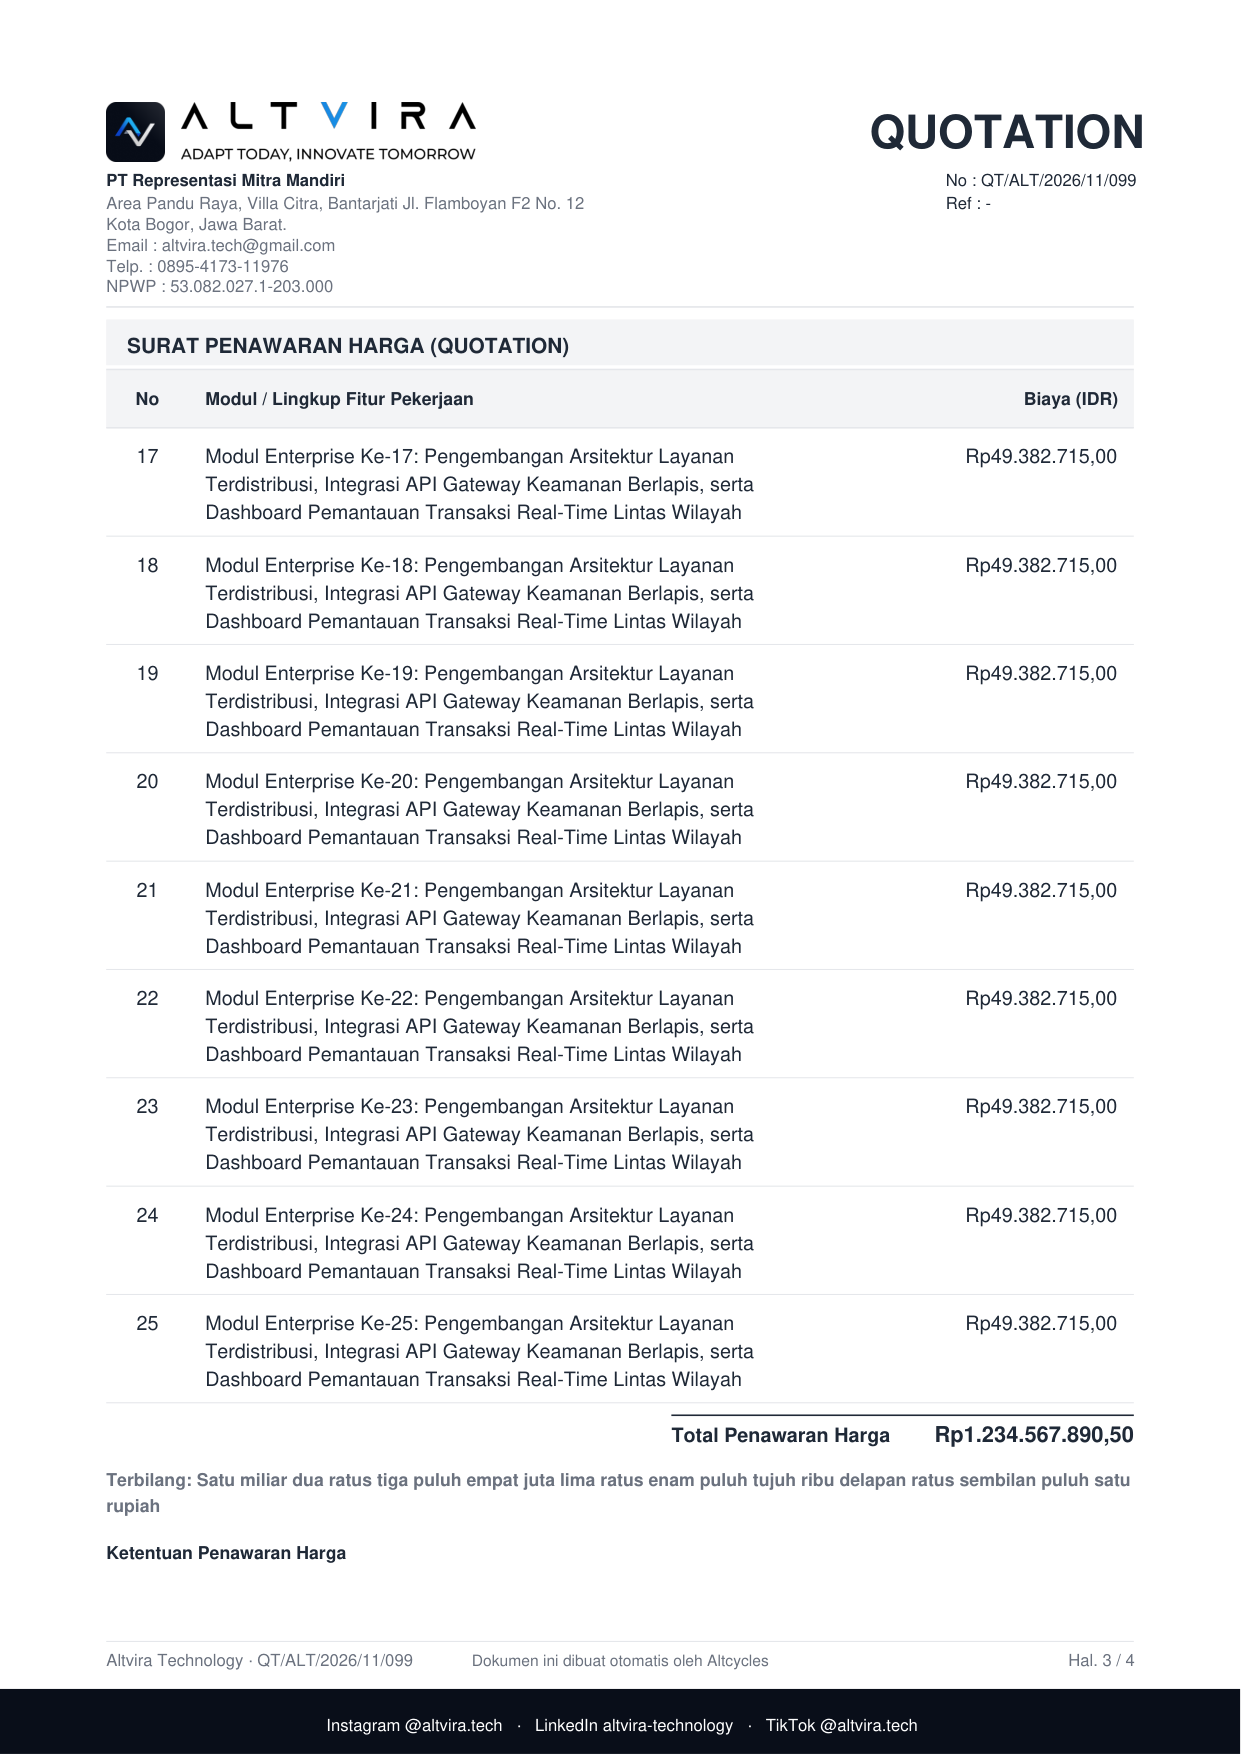 ALTVIRA
ADAPT TODAY, INNOVATE TOMORROW
QUOTATION
PT Representasi Mitra Mandiri
Area Pandu Raya, Villa Citra, Bantarjati Jl. Flamboyan F2 No. 12
Kota Bogor, Jawa Barat.
Email : altvira.tech@gmail.com
Telp. : 0895-4173-11976
NPWP : 53.082.027.1-203.000
No : QT/ALT/2026/11/099
Ref : -
SURAT PENAWARAN HARGA (QUOTATION)
No Modul / Lingkup Fitur Pekerjaan Biaya (IDR)
17 Modul Enterprise Ke-17: Pengembangan Arsitektur Layanan Rp49.382.715,00
Terdistribusi, Integrasi API Gateway Keamanan Berlapis, serta
Dashboard Pemantauan Transaksi Real-Time Lintas Wilayah
18 Modul Enterprise Ke-18: Pengembangan Arsitektur Layanan Rp49.382.715,00
Terdistribusi, Integrasi API Gateway Keamanan Berlapis, serta
Dashboard Pemantauan Transaksi Real-Time Lintas Wilayah
19 Modul Enterprise Ke-19: Pengembangan Arsitektur Layanan Rp49.382.715,00
Terdistribusi, Integrasi API Gateway Keamanan Berlapis, serta
Dashboard Pemantauan Transaksi Real-Time Lintas Wilayah
20 Modul Enterprise Ke-20: Pengembangan Arsitektur Layanan Rp49.382.715,00
Terdistribusi, Integrasi API Gateway Keamanan Berlapis, serta
Dashboard Pemantauan Transaksi Real-Time Lintas Wilayah
21 Modul Enterprise Ke-21: Pengembangan Arsitektur Layanan Rp49.382.715,00
Terdistribusi, Integrasi API Gateway Keamanan Berlapis, serta
Dashboard Pemantauan Transaksi Real-Time Lintas Wilayah
22 Modul Enterprise Ke-22: Pengembangan Arsitektur Layanan Rp49.382.715,00
Terdistribusi, Integrasi API Gateway Keamanan Berlapis, serta
Dashboard Pemantauan Transaksi Real-Time Lintas Wilayah
23 Modul Enterprise Ke-23: Pengembangan Arsitektur Layanan Rp49.382.715,00
Terdistribusi, Integrasi API Gateway Keamanan Berlapis, serta
Dashboard Pemantauan Transaksi Real-Time Lintas Wilayah
24 Modul Enterprise Ke-24: Pengembangan Arsitektur Layanan Rp49.382.715,00
Terdistribusi, Integrasi API Gateway Keamanan Berlapis, serta
Dashboard Pemantauan Transaksi Real-Time Lintas Wilayah
25 Modul Enterprise Ke-25: Pengembangan Arsitektur Layanan Rp49.382.715,00
Terdistribusi, Integrasi API Gateway Keamanan Berlapis, serta
Dashboard Pemantauan Transaksi Real-Time Lintas Wilayah
Total Penawaran Harga Rp1.234.567.890,50
Terbilang: Satu miliar dua ratus tiga puluh empat juta lima ratus enam puluh tujuh ribu delapan ratus sembilan puluh satu
rupiah
Ketentuan Penawaran Harga
Altvira Technology · QT/ALT/2026/11/099 Dokumen ini dibuat otomatis oleh Altcycles Hal. 3 / 4
Instagram @altvira.tech · LinkedIn altvira-technology · TikTok @altvira.tech